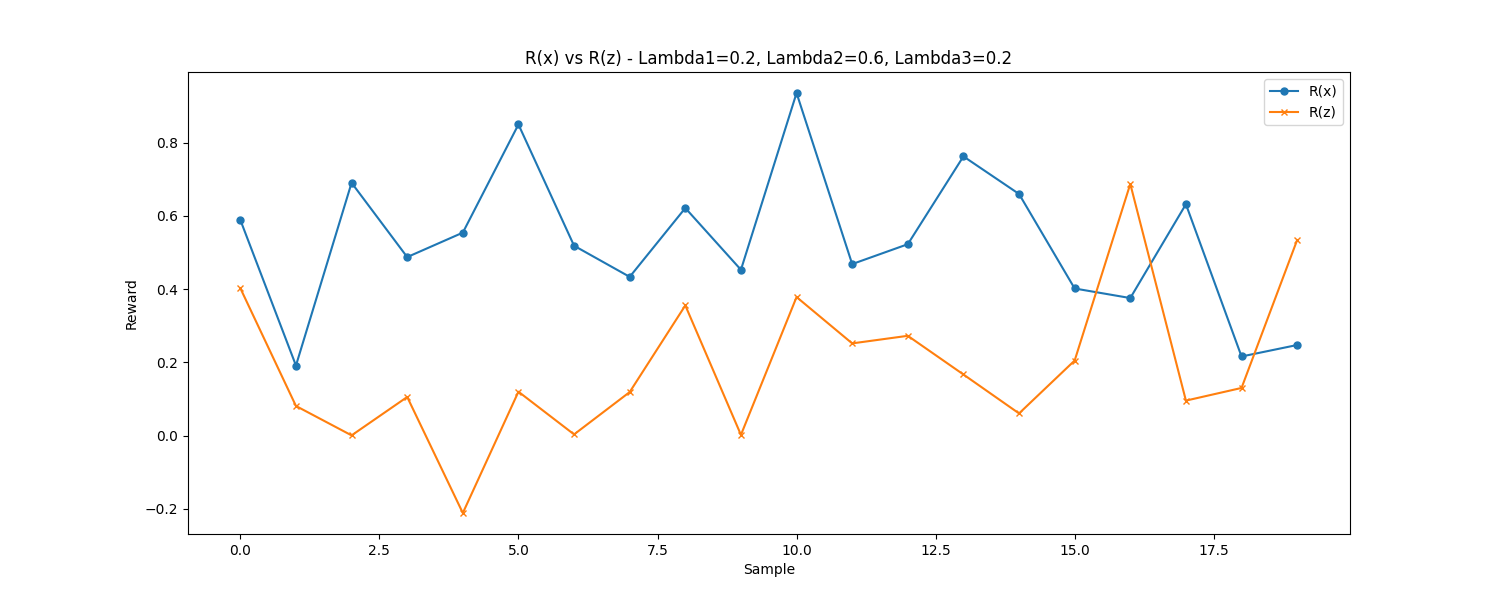 R(x) vs R(z) - Lambda1=0.2, Lambda2=0.6, Lambda3=0.2
R(x)
R(z)
Reward
0.8
0.6
0.4
0.2
0.0
−0.2
0.0 2.5 5.0 7.5 10.0 12.5 15.0 17.5
Sample